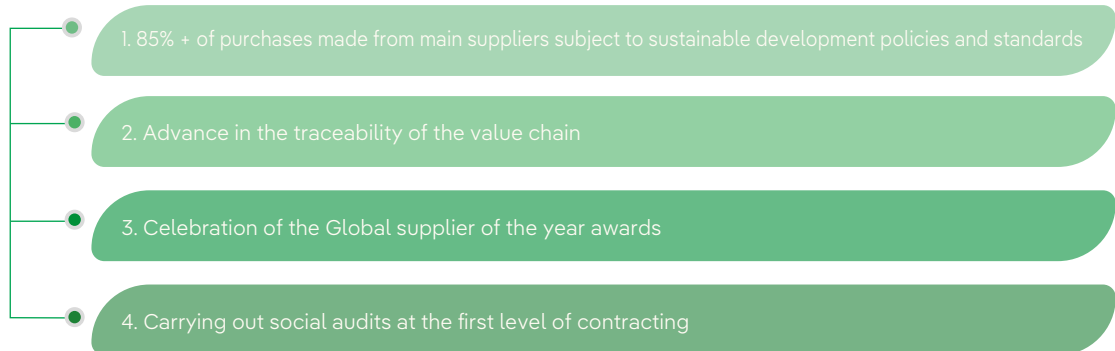 1. 85% + of purchases made from main suppliers subject to sustainable development policies and standards
2. Advance in the traceability of the value chain
3. Celebration of the Global supplier of the year awards
4. Carrying out social audits at the first level of contracting